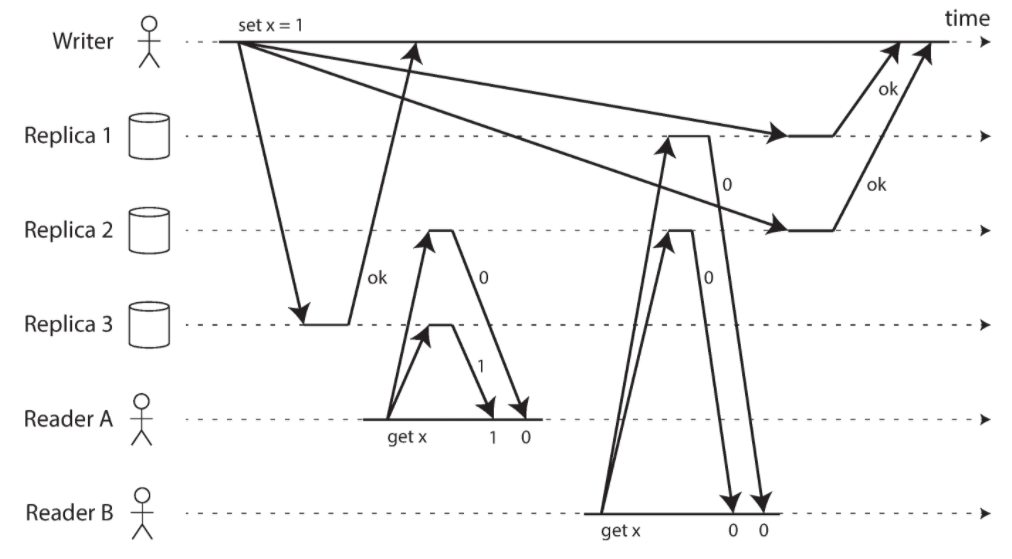 set x = 1
time
Writer
ok
Replica 1
0
ok
Replica 2
ok
0
0
Replica 3
1
Reader A
get x
1
0
Reader B
get x
0
0